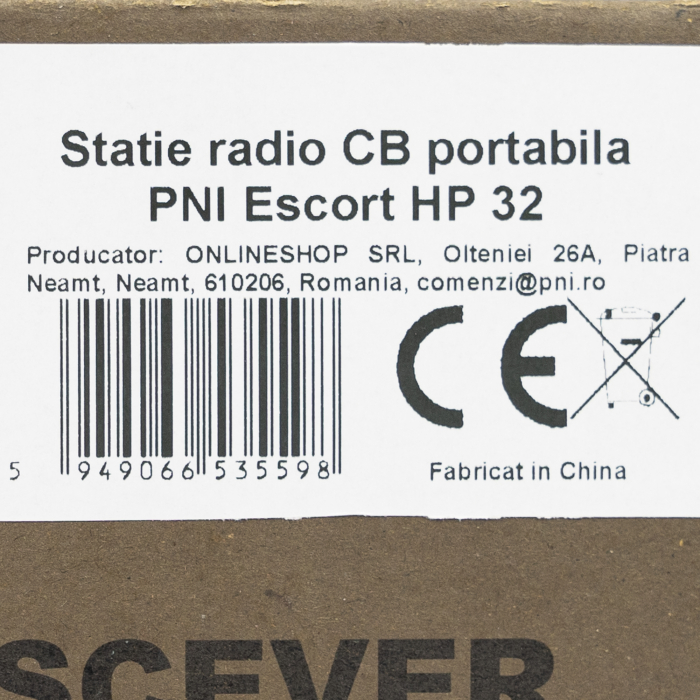 Statie radio CB portabila
PNI Escort HP 32
Producator: ONLINESHOP SRL, Olteniei 26A, Piatra
Neamt, Neamt, 610206, Romania, comenzi@pni.ro
CE
5 949066 535598
Fabricat in China
SCEVER